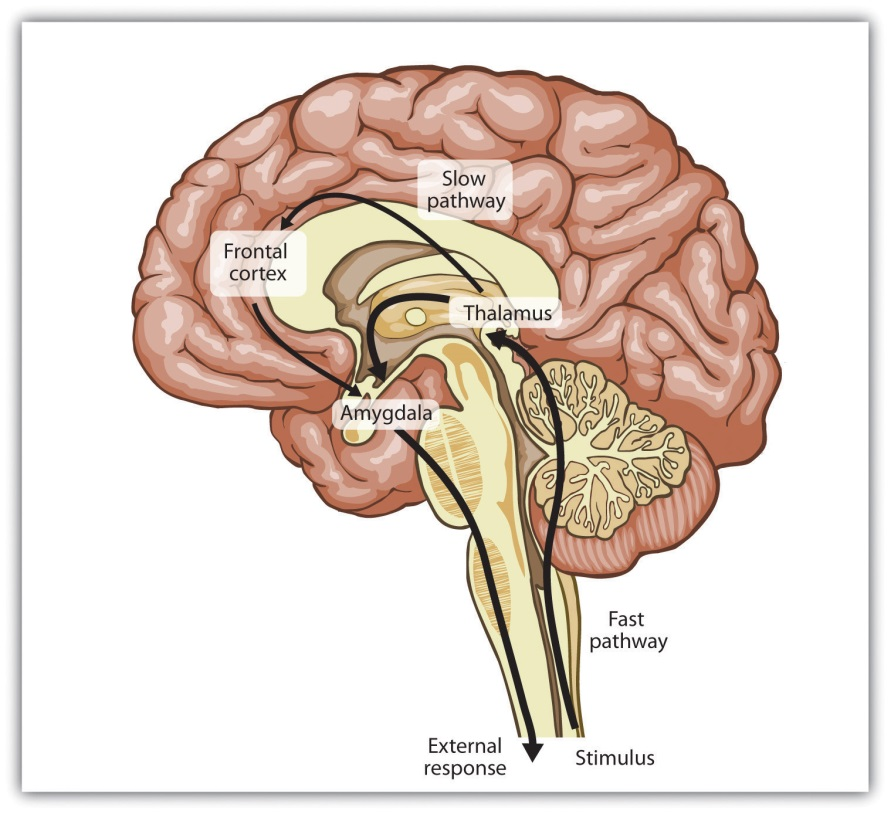 Slow
pathway
Frontal
cortex
Thalamus
Amygdala
Fast
pathway
External
response
Stimulus